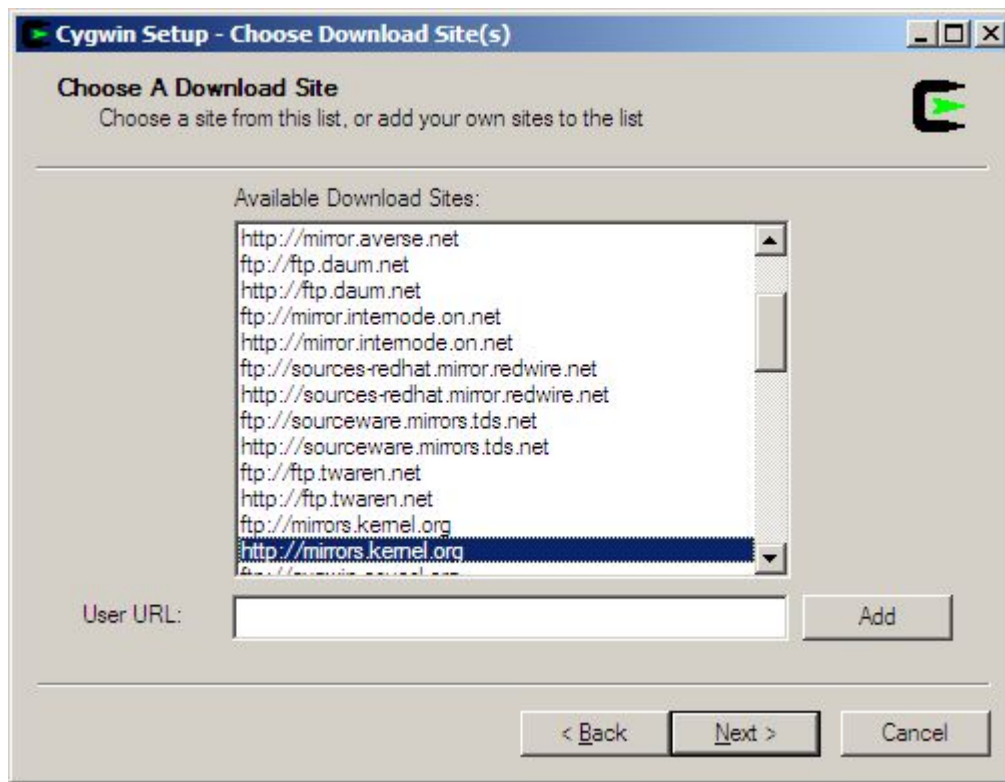 Cygwin Setup - Choose Download Site(s)
Choose A Download Site
Choose a site from this list, or add your own sites to the list
Available Download Sites:
http://mirror.averse.net
ftp://ftp.daum.net
http://ftp.daum.net
ftp://mirror.internode.on.net
http://mirror.internode.on.net
ftp://sources-redhat.mirror.redwire.net
http://sources-redhat.mirror.redwire.net
ftp://sourceware.mirrors.tds.net
http://sourceware.mirrors.tds.net
ftp://ftp.twaren.net
http://ftp.twaren.net
ftp://mirrors.kernel.org
http://mirrors.kernel.org
User URL:
Add
< Back
Next >
Cancel